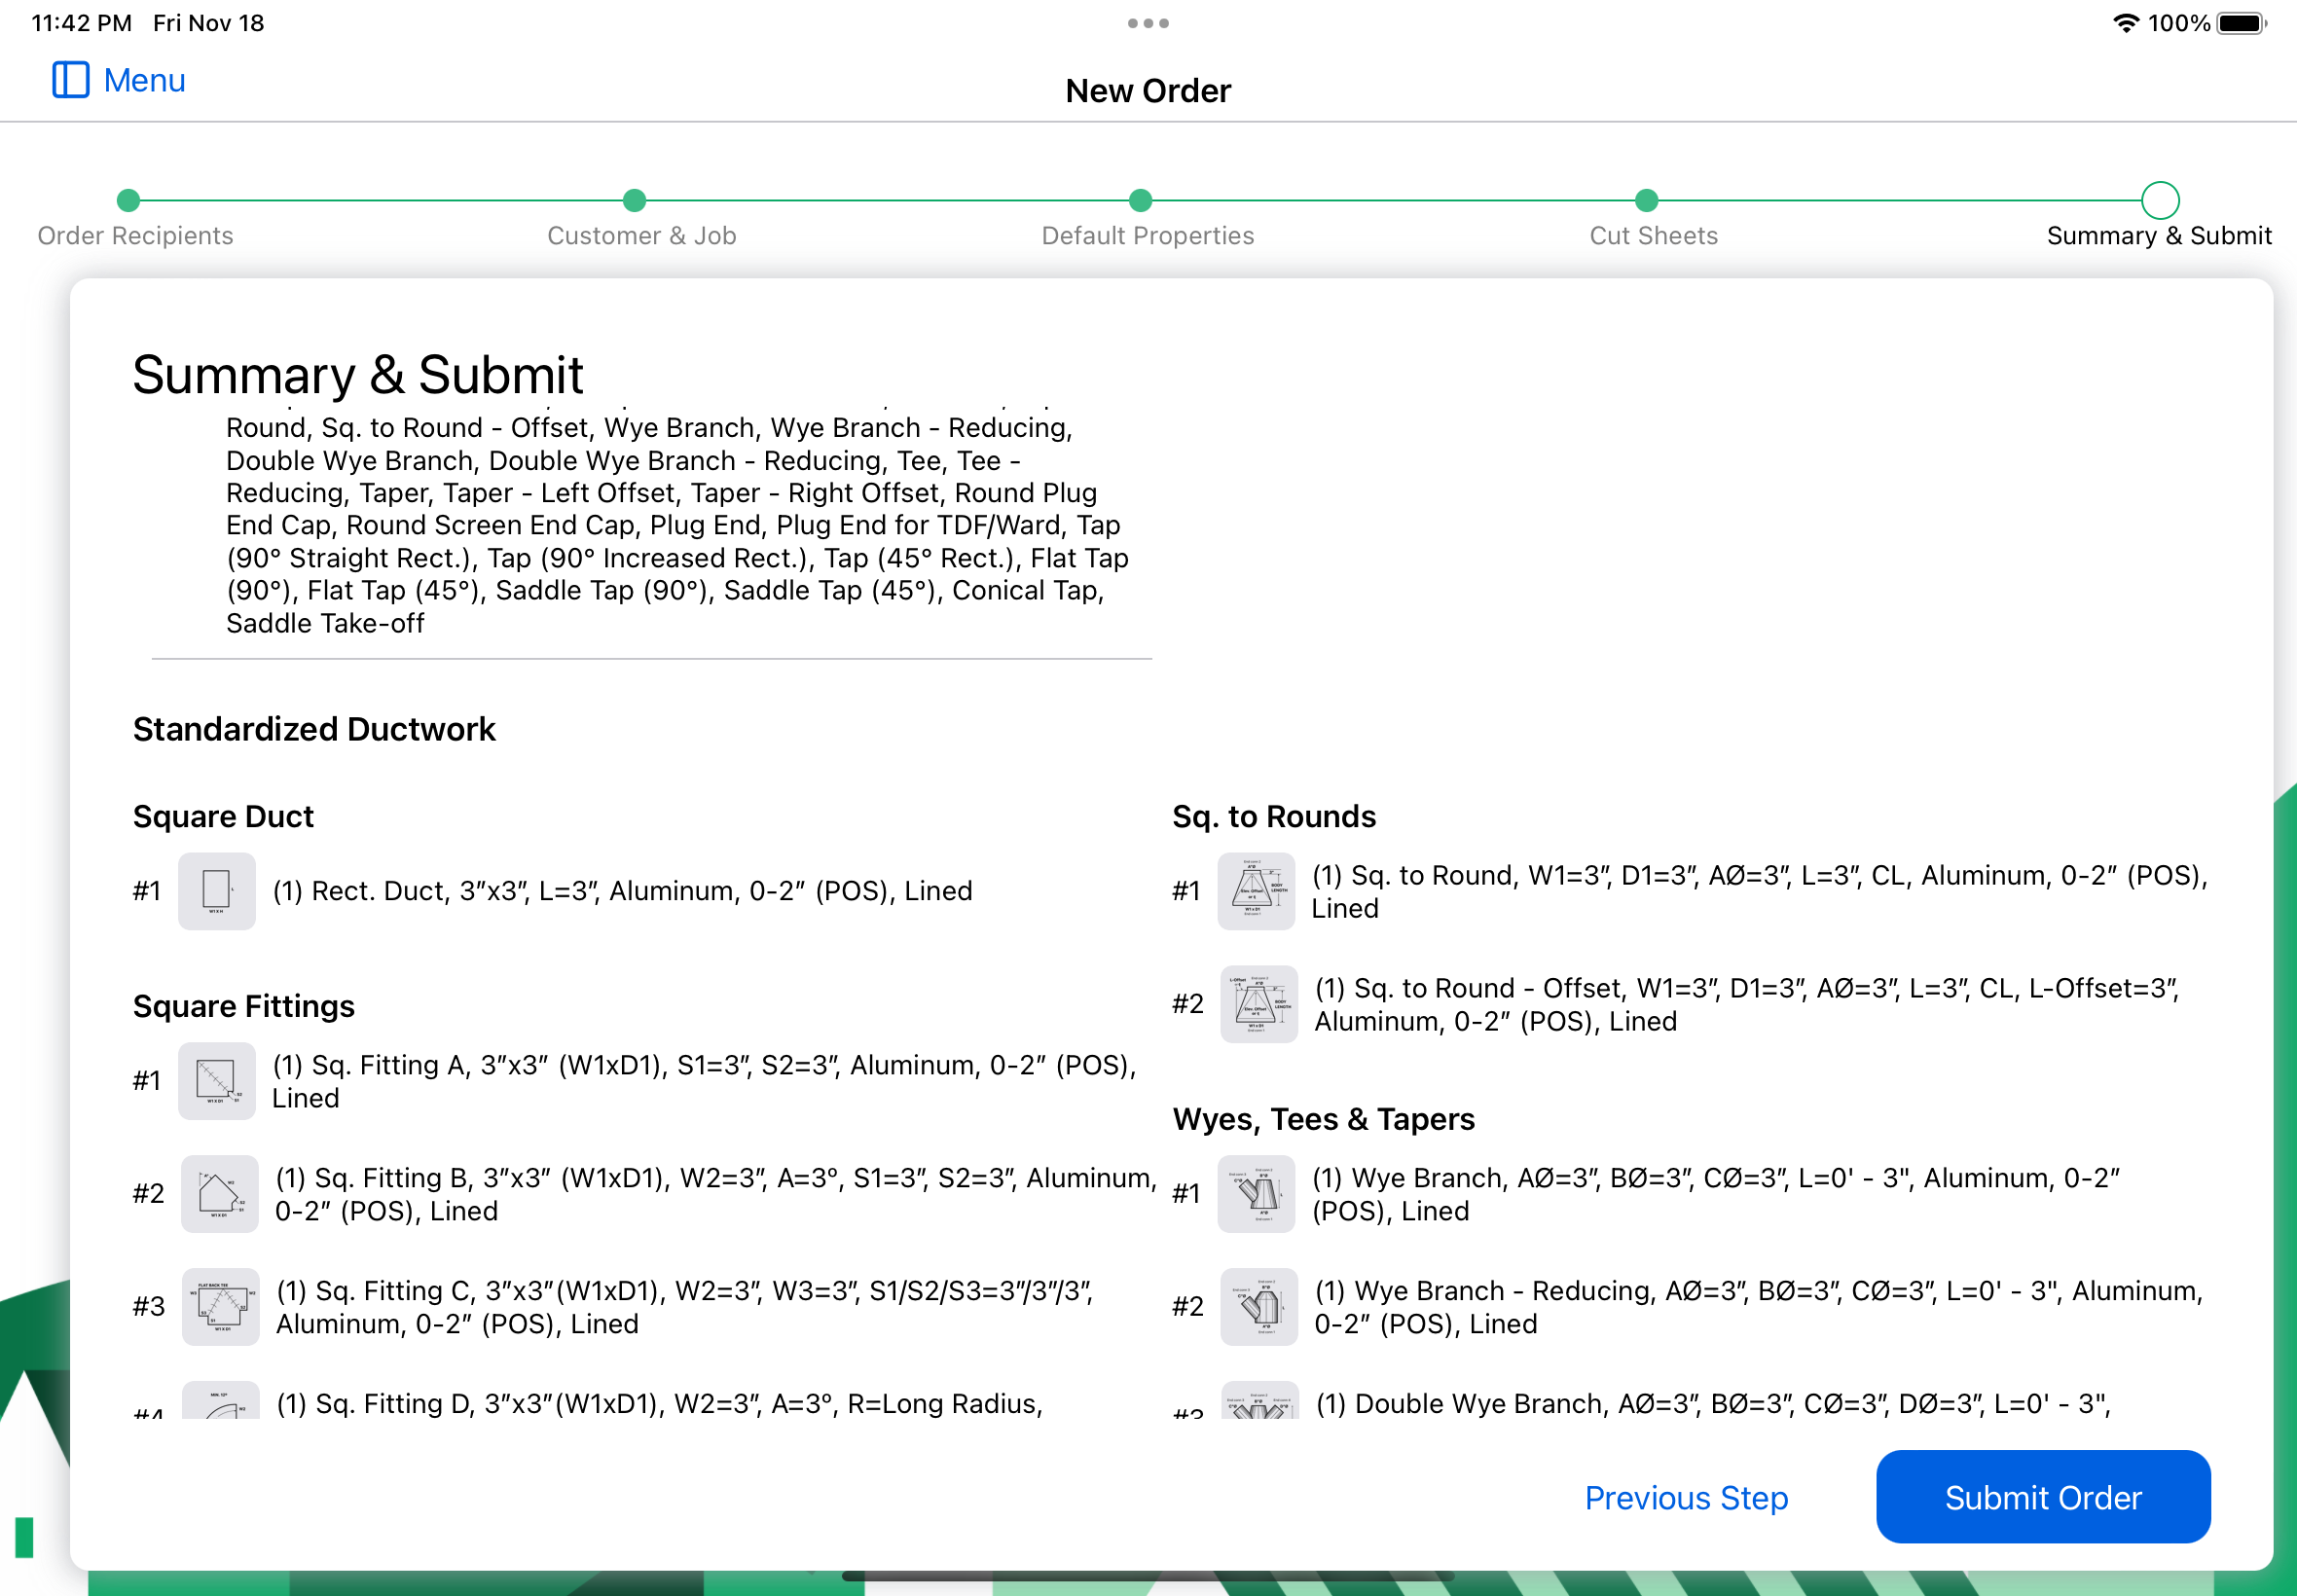 11:42 PM Fri Nov 18
100%
Menu
New Order
Order Recipients
Customer & Job
Default Properties
Cut Sheets
Summary & Submit
Summary & Submit
Round, Sq. to Round - Offset, Wye Branch, Wye Branch - Reducing,
Double Wye Branch, Double Wye Branch - Reducing, Tee, Tee -
Reducing, Taper, Taper - Left Offset, Taper - Right Offset, Round Plug
End Cap, Round Screen End Cap, Plug End, Plug End for TDF/Ward, Tap
(90° Straight Rect.), Tap (90° Increased Rect.), Tap (45° Rect.), Flat Tap
(90°), Flat Tap (45°), Saddle Tap (90°), Saddle Tap (45°), Conical Tap,
Saddle Take-off
Standardized Ductwork
Square Duct
#1
(1) Rect. Duct, 3”x3”, L=3”, Aluminum, 0-2” (POS), Lined
Square Fittings
#1
(1) Sq. Fitting A, 3”x3” (W1xD1), S1=3”, S2=3”, Aluminum, 0-2” (POS),
Lined
#2
(1) Sq. Fitting B, 3”x3” (W1xD1), W2=3”, A=3°, S1=3”, S2=3”, Aluminum,
0-2” (POS), Lined
#3
FLAT BACK TEE
(1) Sq. Fitting C, 3”x3”(W1xD1), W2=3”, W3=3”, S1/S2/S3=3”/3”/3”,
Aluminum, 0-2” (POS), Lined
#4
(1) Sq. Fitting D, 3”x3”(W1xD1), W2=3”, A=3°, R=Long Radius,
Sq. to Rounds
#1
BODY
LENGTH
(1) Sq. to Round, W1=3”, D1=3”, AØ=3”, L=3”, CL, Aluminum, 0-2” (POS),
Lined
#2
BODY
LENGTH
(1) Sq. to Round - Offset, W1=3”, D1=3”, AØ=3”, L=3”, CL, L-Offset=3”,
Aluminum, 0-2” (POS), Lined
Wyes, Tees & Tapers
#1
(1) Wye Branch, AØ=3”, BØ=3”, CØ=3”, L=0' - 3", Aluminum, 0-2”
(POS), Lined
#2
(1) Wye Branch - Reducing, AØ=3”, BØ=3”, CØ=3”, L=0' - 3", Aluminum,
0-2” (POS), Lined
#3
(1) Double Wye Branch, AØ=3”, BØ=3”, CØ=3”, DØ=3”, L=0' - 3",
Previous Step
Submit Order